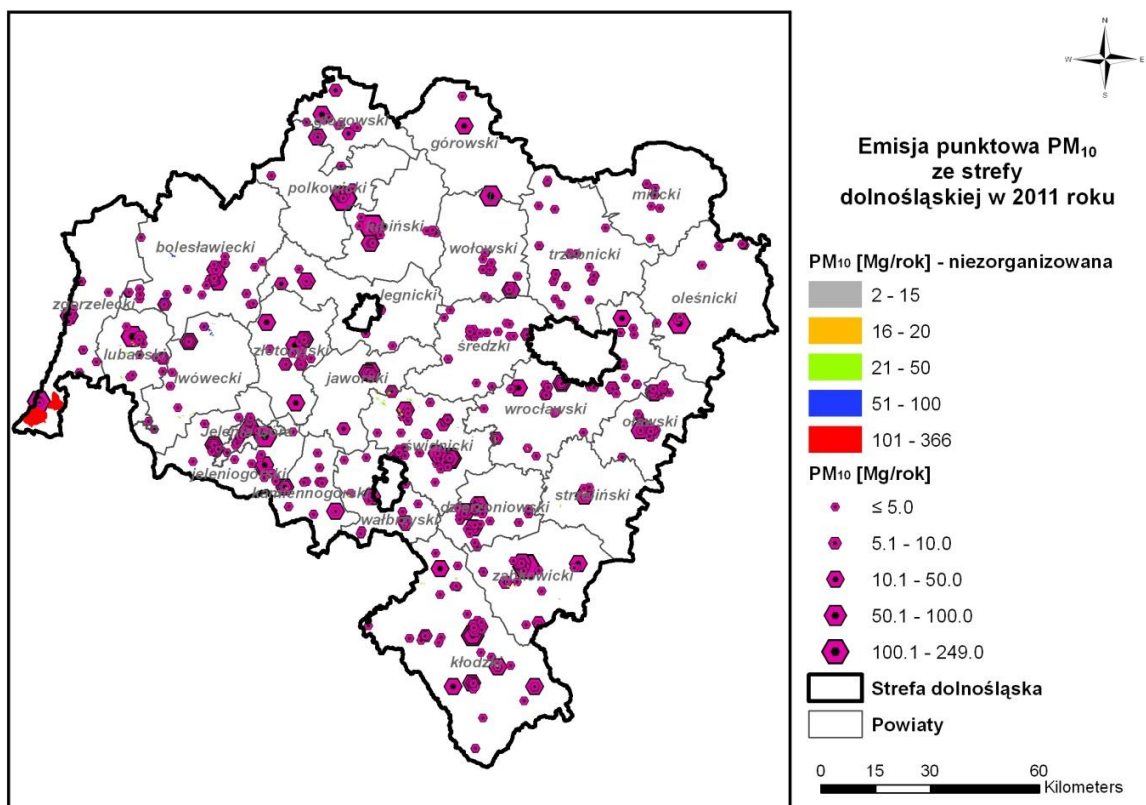 N
W E
S
Emisja punktowa PM₁₀
ze strefy
dolnośląskiej w 2011 roku
PM₁₀ [Mg/rok] - niezorganizowana
2 - 15
16 - 20
21 - 50
51 - 100
101 - 366
PM₁₀ [Mg/rok]
≤ 5.0
5.1 - 10.0
10.1 - 50.0
50.1 - 100.0
100.1 - 249.0
Strefa dolnośląska
Powiaty
0 15 30 60
Kilometers
głogowski
górowski
polkowicki
milicki
lubiński
bolesławiecki
wołowski
trzebnicki
zgorzelecki
legnicki
oleśnicki
lubański
złotoryjski
średzki
lwówecki
jaworski
wrocławski
oławski
świdnicki
jeleniogórski
kamiennogórski
strzeliński
dzierżoniowski
wałbrzyski
ząbkowicki
kłodzki